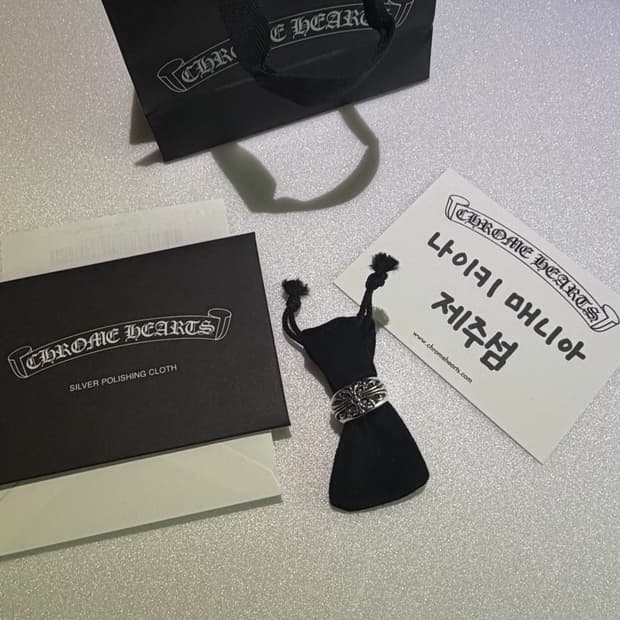 CHROME HEARTS
CHROME HEARTS
나이키 매니아
제주섬
www.chromehearts.com
CHROME HEARTS
SILVER POLISHING CLOTH